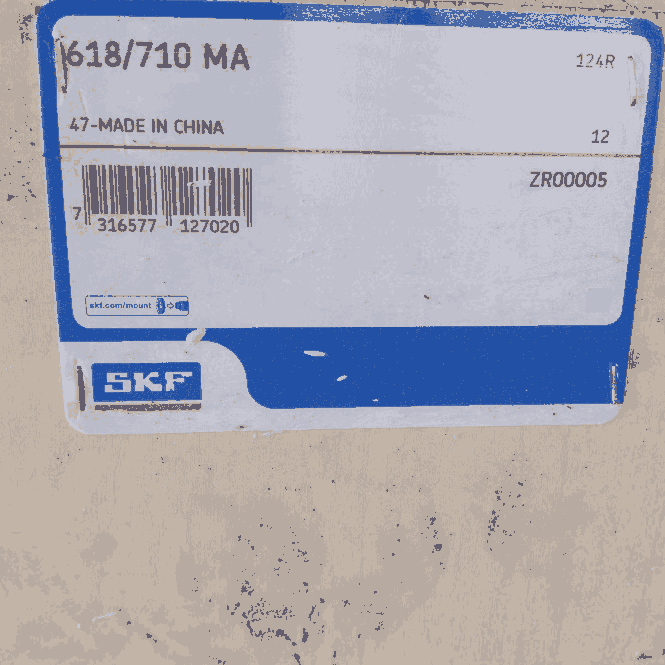 618/710 MA
124R
47-MADE IN CHINA
12
ZR00005
7 316577 127020
skf.com/mount
SKF